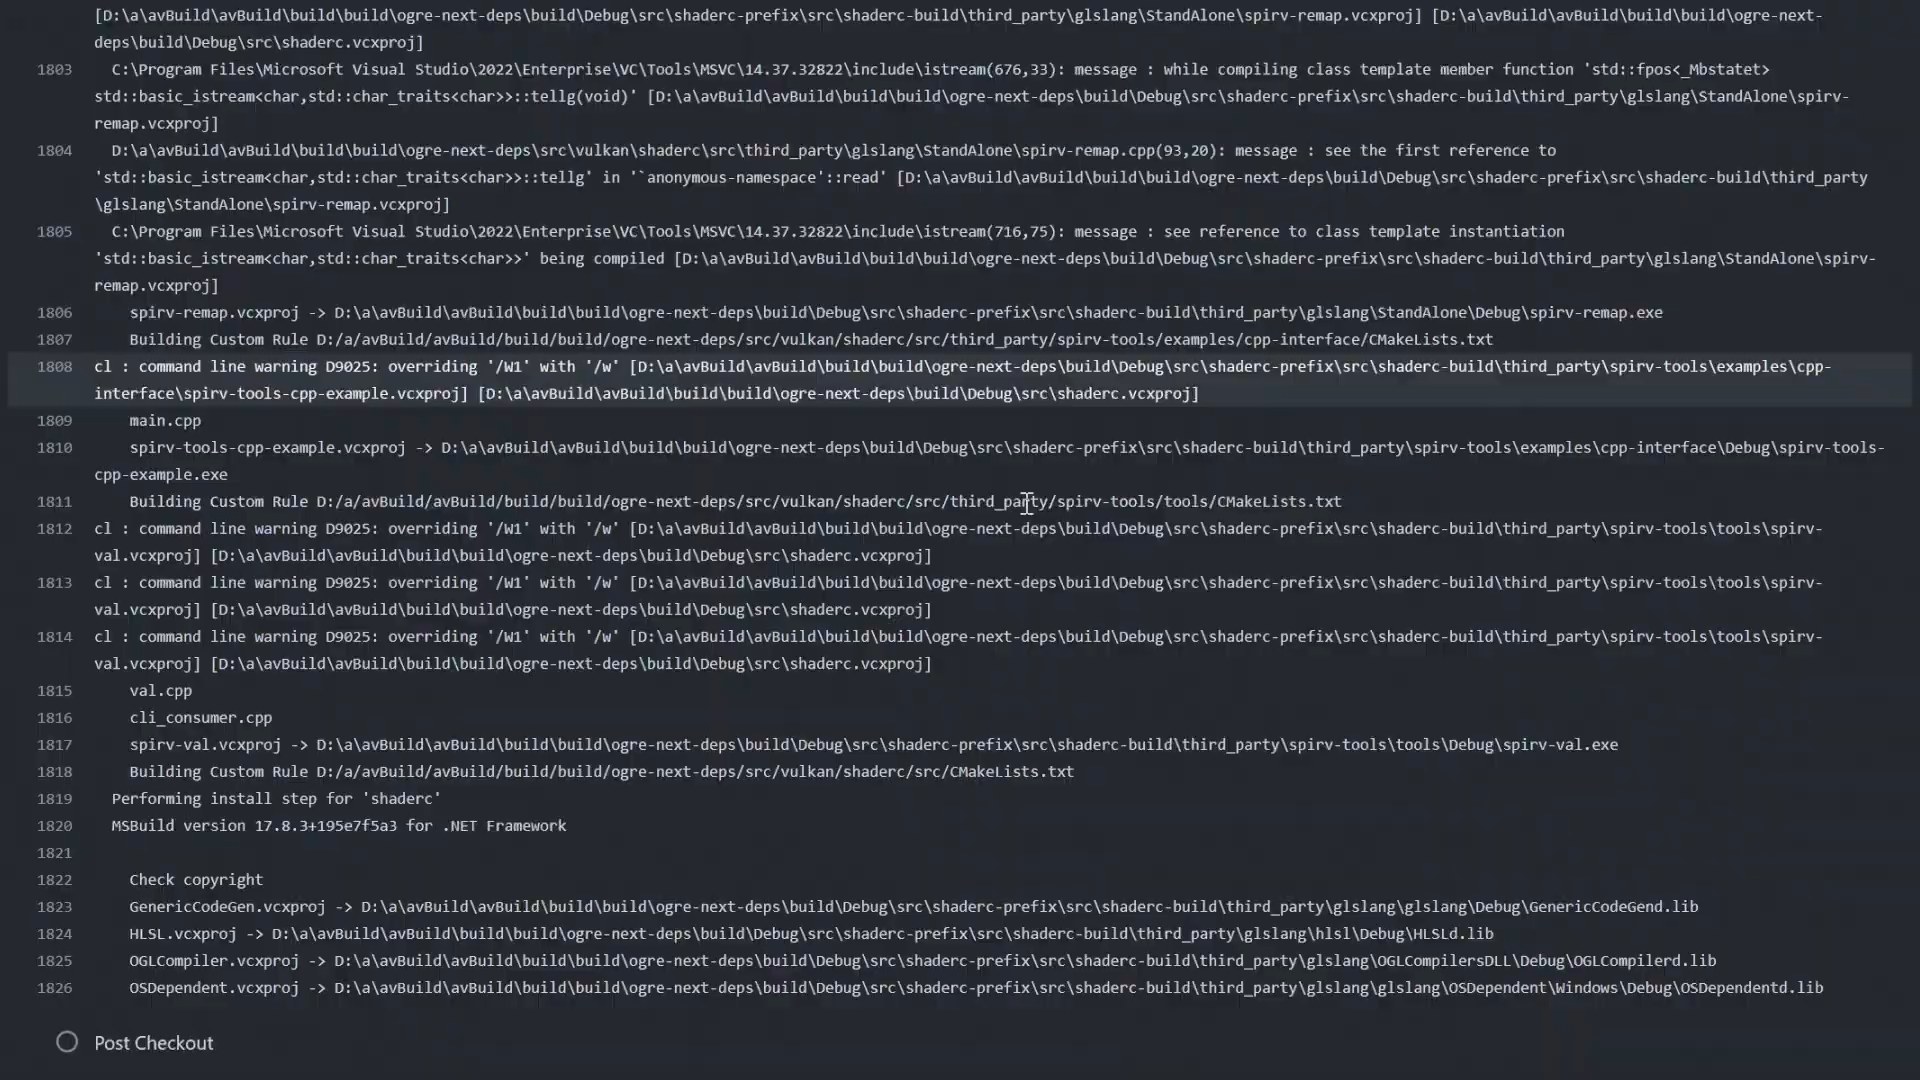 [D:\a\avBuild\avBuild\build\build\ogre-next-deps\build\Debug\src\shaderc-prefix\src\shaderc-build\third_party\glslang\StandAlone\spirv-remap.vcxproj] [D:\a\avBuild\avBuild\build\build\ogre-next-
deps\build\Debug\src\shaderc.vcxproj]
1803 C:\Program Files\Microsoft Visual Studio\2022\Enterprise\VC\Tools\MSVC\14.37.32822\include\istream(676,33): message : while compiling class template member function 'std::fpos<_Mbstatet>
std::basic_istream<char,std::char_traits<char>>::tellg(void)' [D:\a\avBuild\avBuild\build\build\ogre-next-deps\build\Debug\src\shaderc-prefix\src\shaderc-build\third_party\glslang\StandAlone\spirv-
remap.vcxproj]
1804 D:\a\avBuild\avBuild\build\build\ogre-next-deps\src\vulkan\shaderc\src\third_party\glslang\StandAlone\spirv-remap.cpp(93,20): message : see the first reference to
'std::basic_istream<char,std::char_traits<char>>::tellg' in '`anonymous-namespace'::read' [D:\a\avBuild\avBuild\build\build\ogre-next-deps\build\Debug\src\shaderc-prefix\src\shaderc-build\third_party
\glslang\StandAlone\spirv-remap.vcxproj]
1805 C:\Program Files\Microsoft Visual Studio\2022\Enterprise\VC\Tools\MSVC\14.37.32822\include\istream(716,75): message : see reference to class template instantiation
'std::basic_istream<char,std::char_traits<char>>' being compiled [D:\a\avBuild\avBuild\build\build\ogre-next-deps\build\Debug\src\shaderc-prefix\src\shaderc-build\third_party\glslang\StandAlone\spirv-
remap.vcxproj]
1806 spirv-remap.vcxproj -> D:\a\avBuild\avBuild\build\build\ogre-next-deps\build\Debug\src\shaderc-prefix\src\shaderc-build\third_party\glslang\StandAlone\Debug\spirv-remap.exe
1807 Building Custom Rule D:/a/avBuild/avBuild/build/build/ogre-next-deps/src/vulkan/shaderc/src/third_party/spirv-tools/examples/cpp-interface/CMakeLists.txt
1808 cl : command line warning D9025: overriding '/W1' with '/w' [D:\a\avBuild\avBuild\build\build\ogre-next-deps\build\Debug\src\shaderc-prefix\src\shaderc-build\third_party\spirv-tools\examples\cpp-
interface\spirv-tools-cpp-example.vcxproj] [D:\a\avBuild\avBuild\build\build\ogre-next-deps\build\Debug\src\shaderc.vcxproj]
1809 main.cpp
1810 spirv-tools-cpp-example.vcxproj -> D:\a\avBuild\avBuild\build\build\ogre-next-deps\build\Debug\src\shaderc-prefix\src\shaderc-build\third_party\spirv-tools\examples\cpp-interface\Debug\spirv-tools-
cpp-example.exe
1811 Building Custom Rule D:/a/avBuild/avBuild/build/build/ogre-next-deps/src/vulkan/shaderc/src/third_party/spirv-tools/tools/CMakeLists.txt
1812 cl : command line warning D9025: overriding '/W1' with '/w' [D:\a\avBuild\avBuild\build\build\ogre-next-deps\build\Debug\src\shaderc-prefix\src\shaderc-build\third_party\spirv-tools\tools\spirv-
val.vcxproj] [D:\a\avBuild\avBuild\build\build\ogre-next-deps\build\Debug\src\shaderc.vcxproj]
1813 cl : command line warning D9025: overriding '/W1' with '/w' [D:\a\avBuild\avBuild\build\build\ogre-next-deps\build\Debug\src\shaderc-prefix\src\shaderc-build\third_party\spirv-tools\tools\spirv-
val.vcxproj] [D:\a\avBuild\avBuild\build\build\ogre-next-deps\build\Debug\src\shaderc.vcxproj]
1814 cl : command line warning D9025: overriding '/W1' with '/w' [D:\a\avBuild\avBuild\build\build\ogre-next-deps\build\Debug\src\shaderc-prefix\src\shaderc-build\third_party\spirv-tools\tools\spirv-
val.vcxproj] [D:\a\avBuild\avBuild\build\build\ogre-next-deps\build\Debug\src\shaderc.vcxproj]
1815 val.cpp
1816 cli_consumer.cpp
1817 spirv-val.vcxproj -> D:\a\avBuild\avBuild\build\build\ogre-next-deps\build\Debug\src\shaderc-prefix\src\shaderc-build\third_party\spirv-tools\tools\Debug\spirv-val.exe
1818 Building Custom Rule D:/a/avBuild/avBuild/build/build/ogre-next-deps/src/vulkan/shaderc/src/CMakeLists.txt
1819 Performing install step for 'shaderc'
1820 MSBuild version 17.8.3+195e7f5a3 for .NET Framework
1821
1822 Check copyright
1823 GenericCodeGen.vcxproj -> D:\a\avBuild\avBuild\build\build\ogre-next-deps\build\Debug\src\shaderc-prefix\src\shaderc-build\third_party\glslang\glslang\Debug\GenericCodeGend.lib
1824 HLSL.vcxproj -> D:\a\avBuild\avBuild\build\build\ogre-next-deps\build\Debug\src\shaderc-prefix\src\shaderc-build\third_party\glslang\hlsl\Debug\HLSLd.lib
1825 OGLCompiler.vcxproj -> D:\a\avBuild\avBuild\build\build\ogre-next-deps\build\Debug\src\shaderc-prefix\src\shaderc-build\third_party\glslang\OGLCompilersDLL\Debug\OGLCompilerd.lib
1826 OSDependent.vcxproj -> D:\a\avBuild\avBuild\build\build\ogre-next-deps\build\Debug\src\shaderc-prefix\src\shaderc-build\third_party\glslang\glslang\OSDependent\Windows\Debug\OSDependentd.lib
Post Checkout